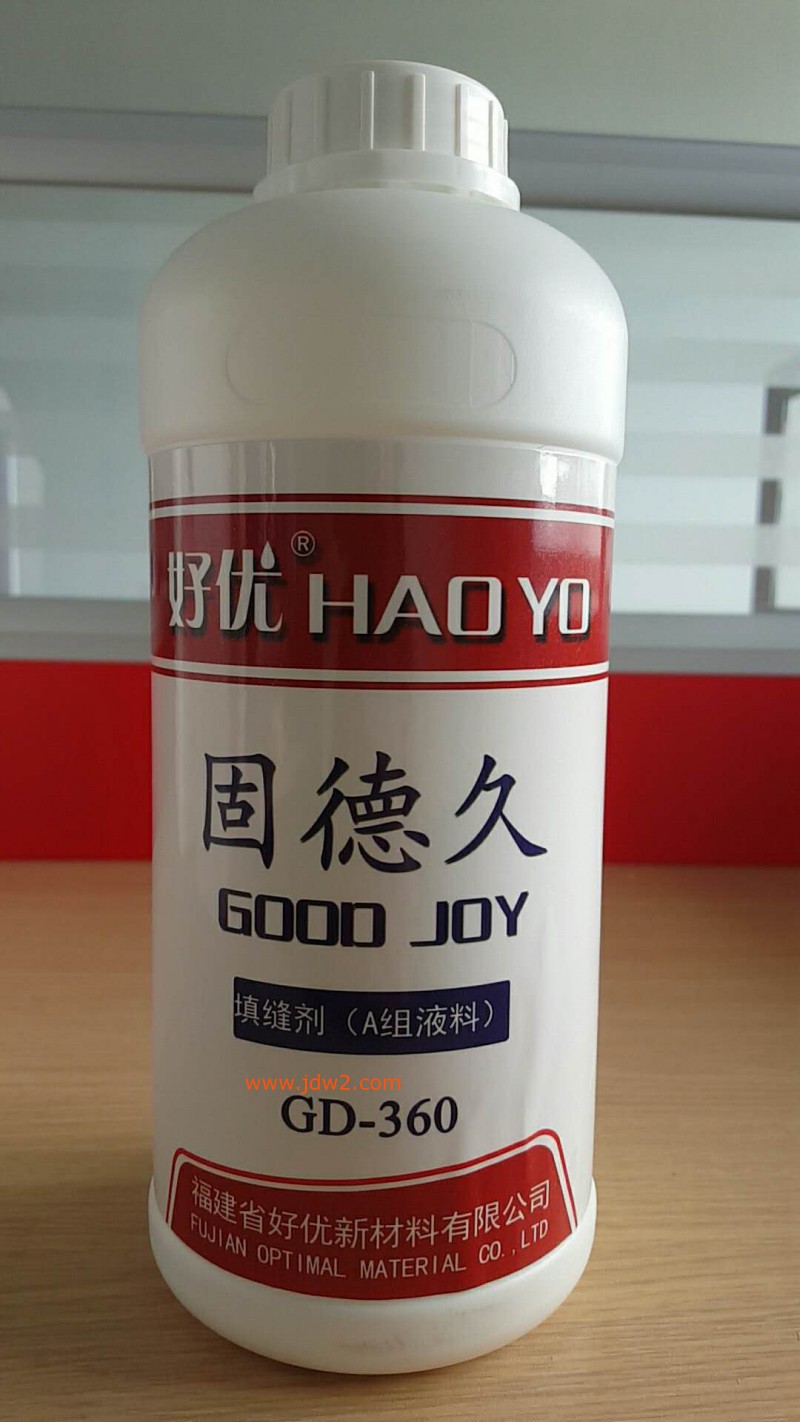 好优® HAO YO
固德久
GOOD JOY
填缝剂（A组液料）
www.jdw2.com
GD-360
福建省好优新材料有限公司
FUJIAN OPTIMAL MATERIAL CO.,LTD